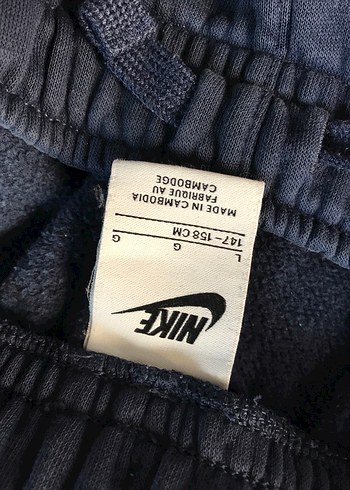 NIKE
L G G
147-158 CM
MADE IN CAMBODIA
FABRIQUE AU
CAMBODGE